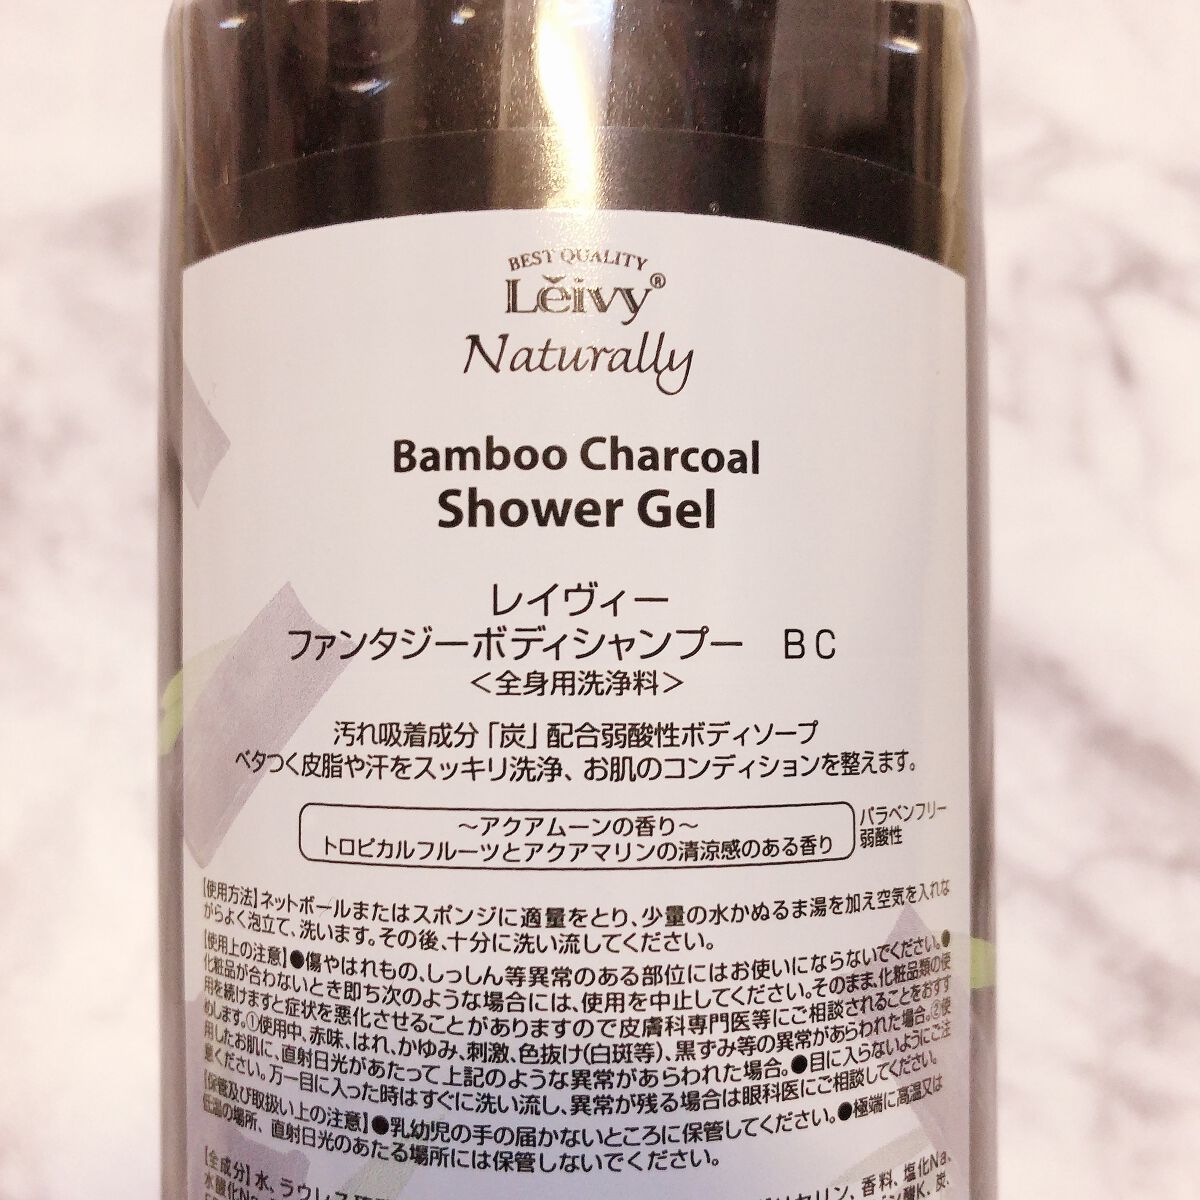 BEST QUALITY
Lěivy®
Naturally
Bamboo Charcoal
Shower Gel
レイヴィー
ファンタジーボディシャンプー BC
＜全身用洗浄料＞
汚れ吸着成分「炭」配合弱酸性ボディソープ
ベタつく皮脂や汗をスッキリ洗浄、お肌のコンディションを整えます。
～アクアムーンの香り～
トロピカルフルーツとアクアマリンの清涼感のある香り
パラベンフリー
弱酸性
【使用方法】ネットボールまたはスポンジに適量をとり、少量の水かぬるま湯を加え空気を入れな
がらよく泡立て、洗います。その後、十分に洗い流してください。
【使用上の注意】●傷やはれもの、しっしん等異常のある部位にはお使いにならないでください。●
化粧品が合わないとき即ち次のような場合には、使用を中止してください。そのまま、化粧品類の使
用を続けますと症状を悪化させることがありますので皮膚科専門医等にご相談されることをおすす
めします。①使用中、赤味、はれ、かゆみ、刺激、色抜け(白斑等)、黒ずみ等の異常があらわれた場合。②使
用したお肌に、直射日光があたって上記のような異常があらわれた場合。●目に入らないようにご注
意ください。万一目に入った時はすぐに洗い流し、異常が残る場合は眼科医にご相談してください。
【保管及び取扱い上の注意】●乳幼児の手の届かないところに保管してください。●極端に高温又は
低温の場所、直射日光のあたる場所には保管しないでください。
【全成分】水、ラウレス リセリン、香料、塩化Na、
水酸化Na 酸K、炭、